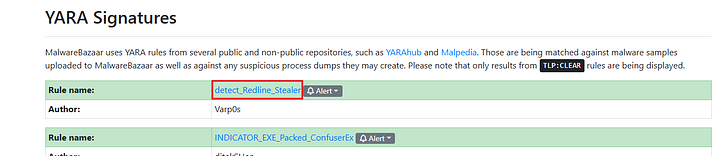 YARA Signatures
MalwareBazaar uses YARA rules from several public and non-public repositories, such as YARAhub and Malpedia. Those are being matched against malware samples
uploaded to MalwareBazaar as well as against any suspicious process dumps they may create. Please note that only results from TLP:CLEAR rules are being displayed.
Rule name: detect_Redline_Stealer Alert
Author: Varp0s
Rule name: INDICATOR_EXE_Packed_ConfuserEx Alert